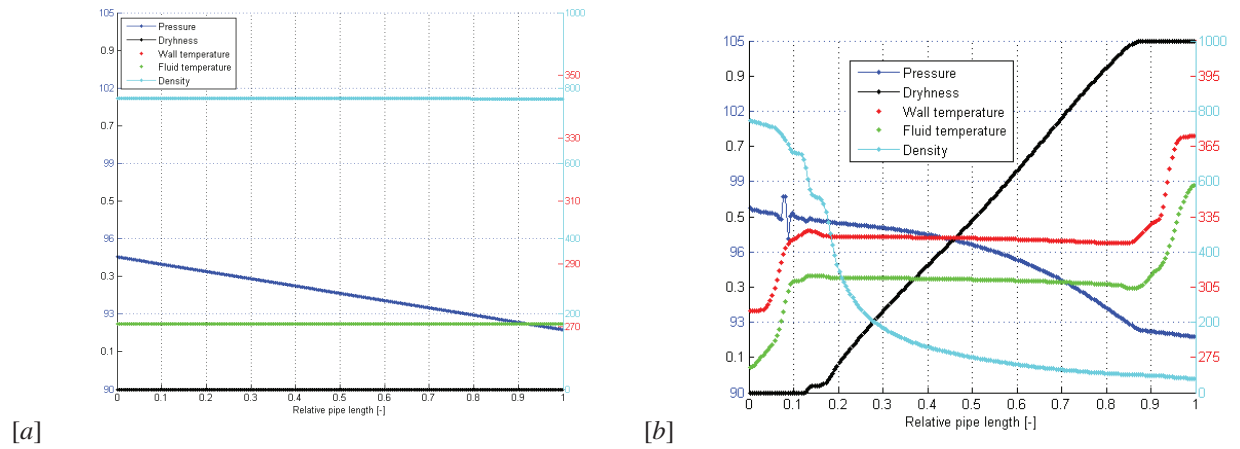 105
0.9
102
0.7
99
0.5
96
0.3
93
0.1
90
Pressure
Dryhness
Wall temperature
Fluid temperature
Density
1000
350
800
330
600
310
400
290
200
270
0
0 0.1 0.2 0.3 0.4 0.5 0.6 0.7 0.8 0.9 1
Relative pipe length [-]
[a]
105
0.9
102
0.7
99
0.5
96
0.3
93
0.1
90
Pressure
Dryhness
Wall temperature
Fluid temperature
Density
1000
395
800
365
600
335
400
305
200
275
0
0 0.1 0.2 0.3 0.4 0.5 0.6 0.7 0.8 0.9 1
Relative pipe length [-]
[b]